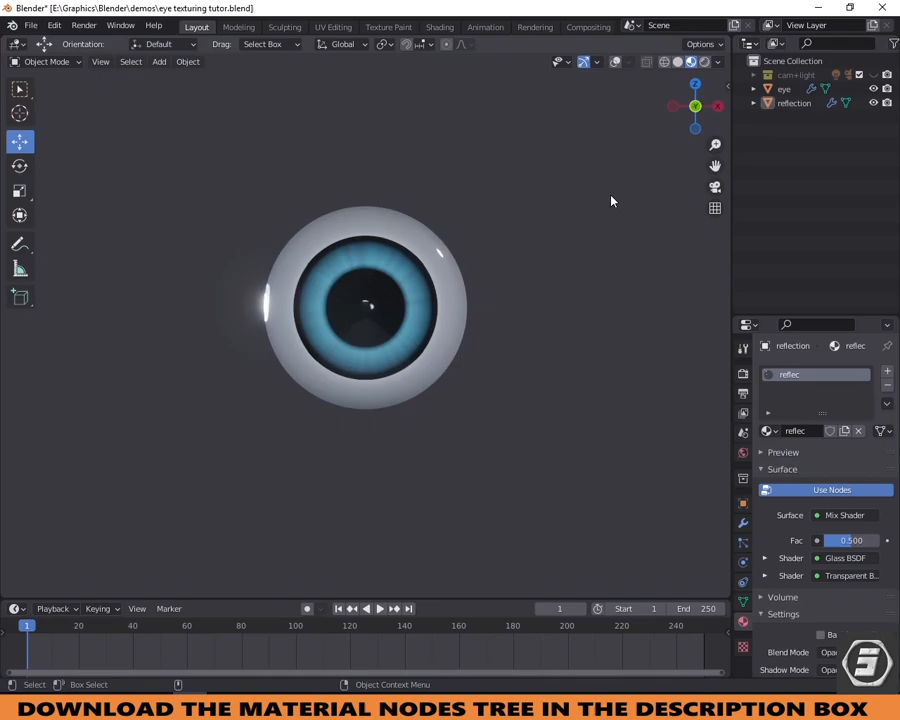 Blender* [E:\Graphics\Blender\demos\eye texturing tutor.blend]
File Edit Render Window Help Layout Modeling Sculpting UV Editing Texture Paint Shading Animation Rendering Compositing Scene View Layer
Orientation: Default Drag: Select Box Global Options
Object Mode View Select Add Object
Scene Collection
cam+light
eye
reflection
Z
Y
X
reflection reflec
reflec
reflec
Preview
Surface
Use Nodes
Surface Mix Shader
Fac 0.500
Shader Glass BSDF
Shader Transparent B...
Volume
Settings
Ba
Blend Mode Opa
Shadow Mode Opa
Playback Keying View Marker 1 Start 1 End 250
1 20 40 60 80 100 120 140 160 180 200 220 240
Select Box Select Object Context Menu
DOWNLOAD THE MATERIAL NODES TREE IN THE DESCRIPTION BOX